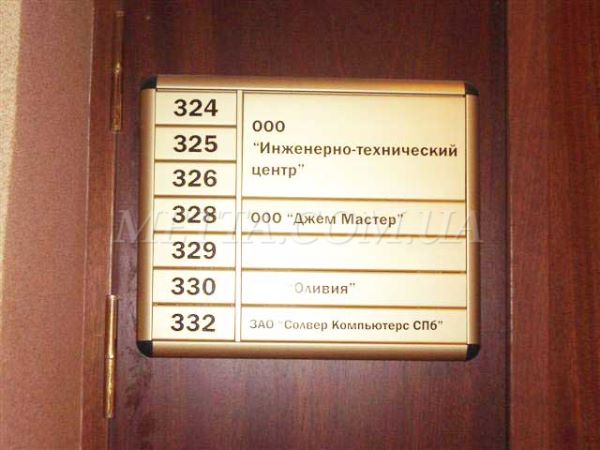 324
325
326
ООО
"Инженерно-технический
центр"
328
ООО "Джем Мастер"
329
330
"Оливия"
332
ЗАО "Солвер Компьютерс СПб"
METTA.COM.UA